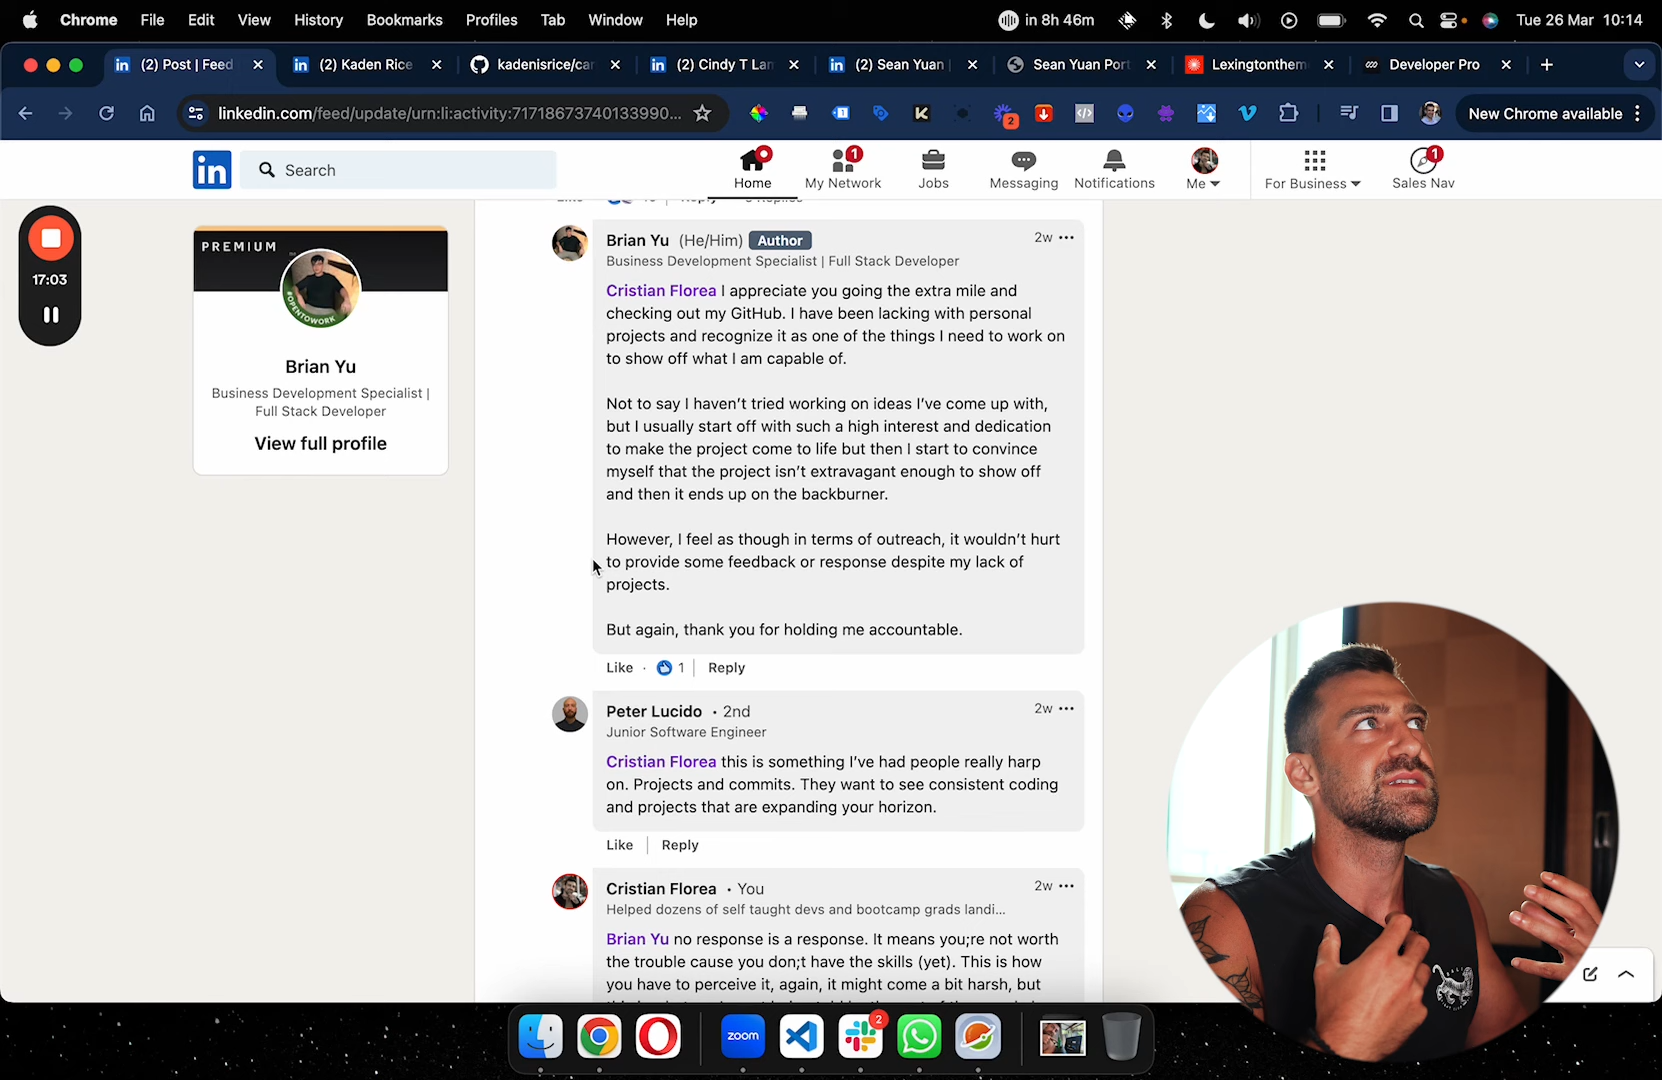 Chrome File Edit View History Bookmarks Profiles Tab Window Help in 8h 46m Tue 26 Mar 10:14
(2) Post | Feed (2) Kaden Rice kadenisrice/car (2) Cindy T Lar (2) Sean Yuan Sean Yuan Port Lexingtonthem Developer Pro
linkedin.com/feed/update/urn:li:activity:71718673740133990... 2 New Chrome available
in Search Home 1 My Network Jobs Messaging Notifications Me For Business 1 Sales Nav
17:03
PREMIUM
#OPENTOWORK
Brian Yu
Business Development Specialist |
Full Stack Developer
View full profile
Brian Yu (He/Him) Author 2w
Business Development Specialist | Full Stack Developer
Cristian Florea I appreciate you going the extra mile and
checking out my GitHub. I have been lacking with personal
projects and recognize it as one of the things I need to work on
to show off what I am capable of.
Not to say I haven't tried working on ideas I've come up with,
but I usually start off with such a high interest and dedication
to make the project come to life but then I start to convince
myself that the project isn't extravagant enough to show off
and then it ends up on the backburner.
However, I feel as though in terms of outreach, it wouldn't hurt
to provide some feedback or response despite my lack of
projects.
But again, thank you for holding me accountable.
Like · 1 | Reply
Peter Lucido • 2nd 2w
Junior Software Engineer
Cristian Florea this is something I've had people really harp
on. Projects and commits. They want to see consistent coding
and projects that are expanding your horizon.
Like | Reply
Cristian Florea • You 2w
Helped dozens of self taught devs and bootcamp grads landi...
Brian Yu no response is a response. It means you;re not worth
the trouble cause you don;t have the skills (yet). This is how
you have to perceive it, again, it might come a bit harsh, but
zoom 2